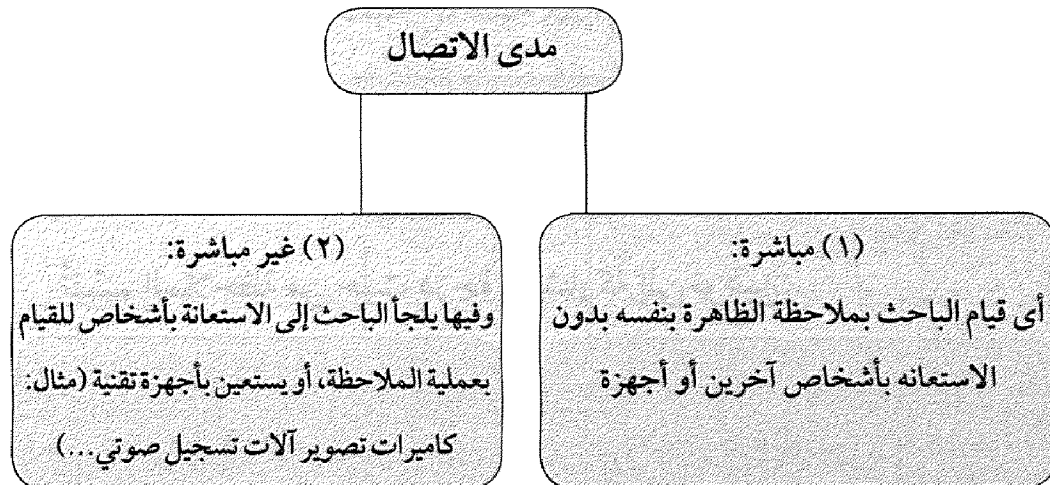 مدى الاتصال
(١) مباشرة:
أى قيام الباحث بملاحظة الظاهرة بنفسه بدون
الاستعانه بأشخاص آخرين أو أجهزة
(٢) غير مباشرة:
وفيها يلجأ الباحث إلى الاستعانة بأشخاص للقيام
بعملية الملاحظة، أو يستعين بأجهزة تقنية (مثال:
كاميرات تصوير آلات تسجيل صوتي...)